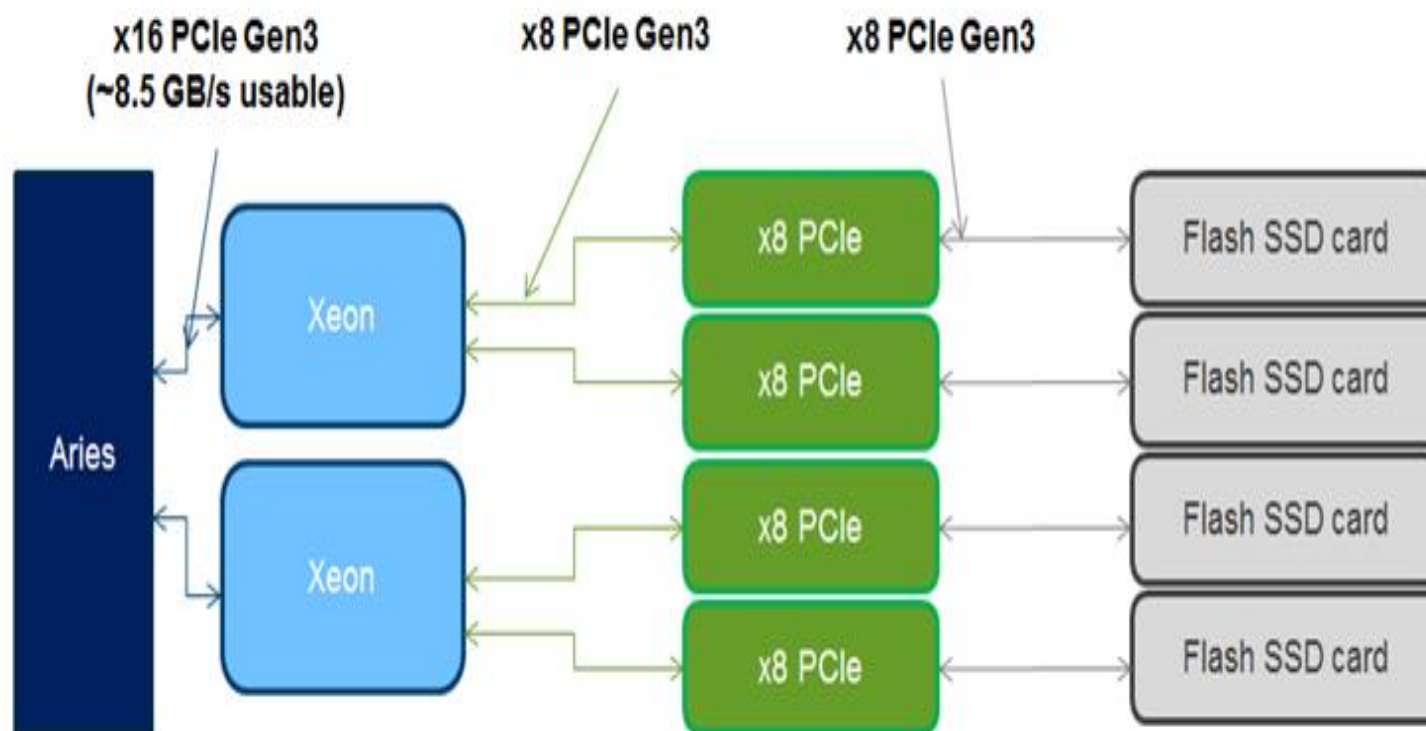 x16 PCIe Gen3
(~8.5 GB/s usable)
x8 PCIe Gen3
x8 PCIe Gen3
Aries
Xeon
Xeon
x8 PCIe
x8 PCIe
x8 PCIe
x8 PCIe
Flash SSD card
Flash SSD card
Flash SSD card
Flash SSD card